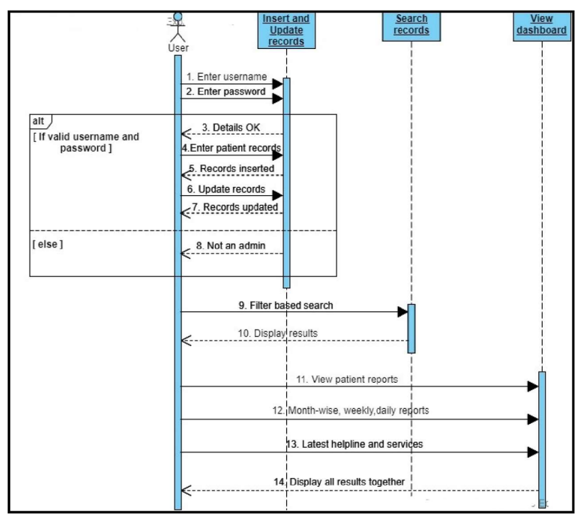 Insert and
Update
records
Search
records
View
dashboard
User
1. Enter username
2. Enter password
alt
[ If valid username and
password ]
3. Details OK
4.Enter patient records
5. Records inserted
6. Update records
7. Records updated
[ else ]
8. Not an admin
9. Filter based search
10. Display results
11. View patient reports
12. Month-wise, weekly,daily reports
13. Latest helpline and services
14. Display all results together